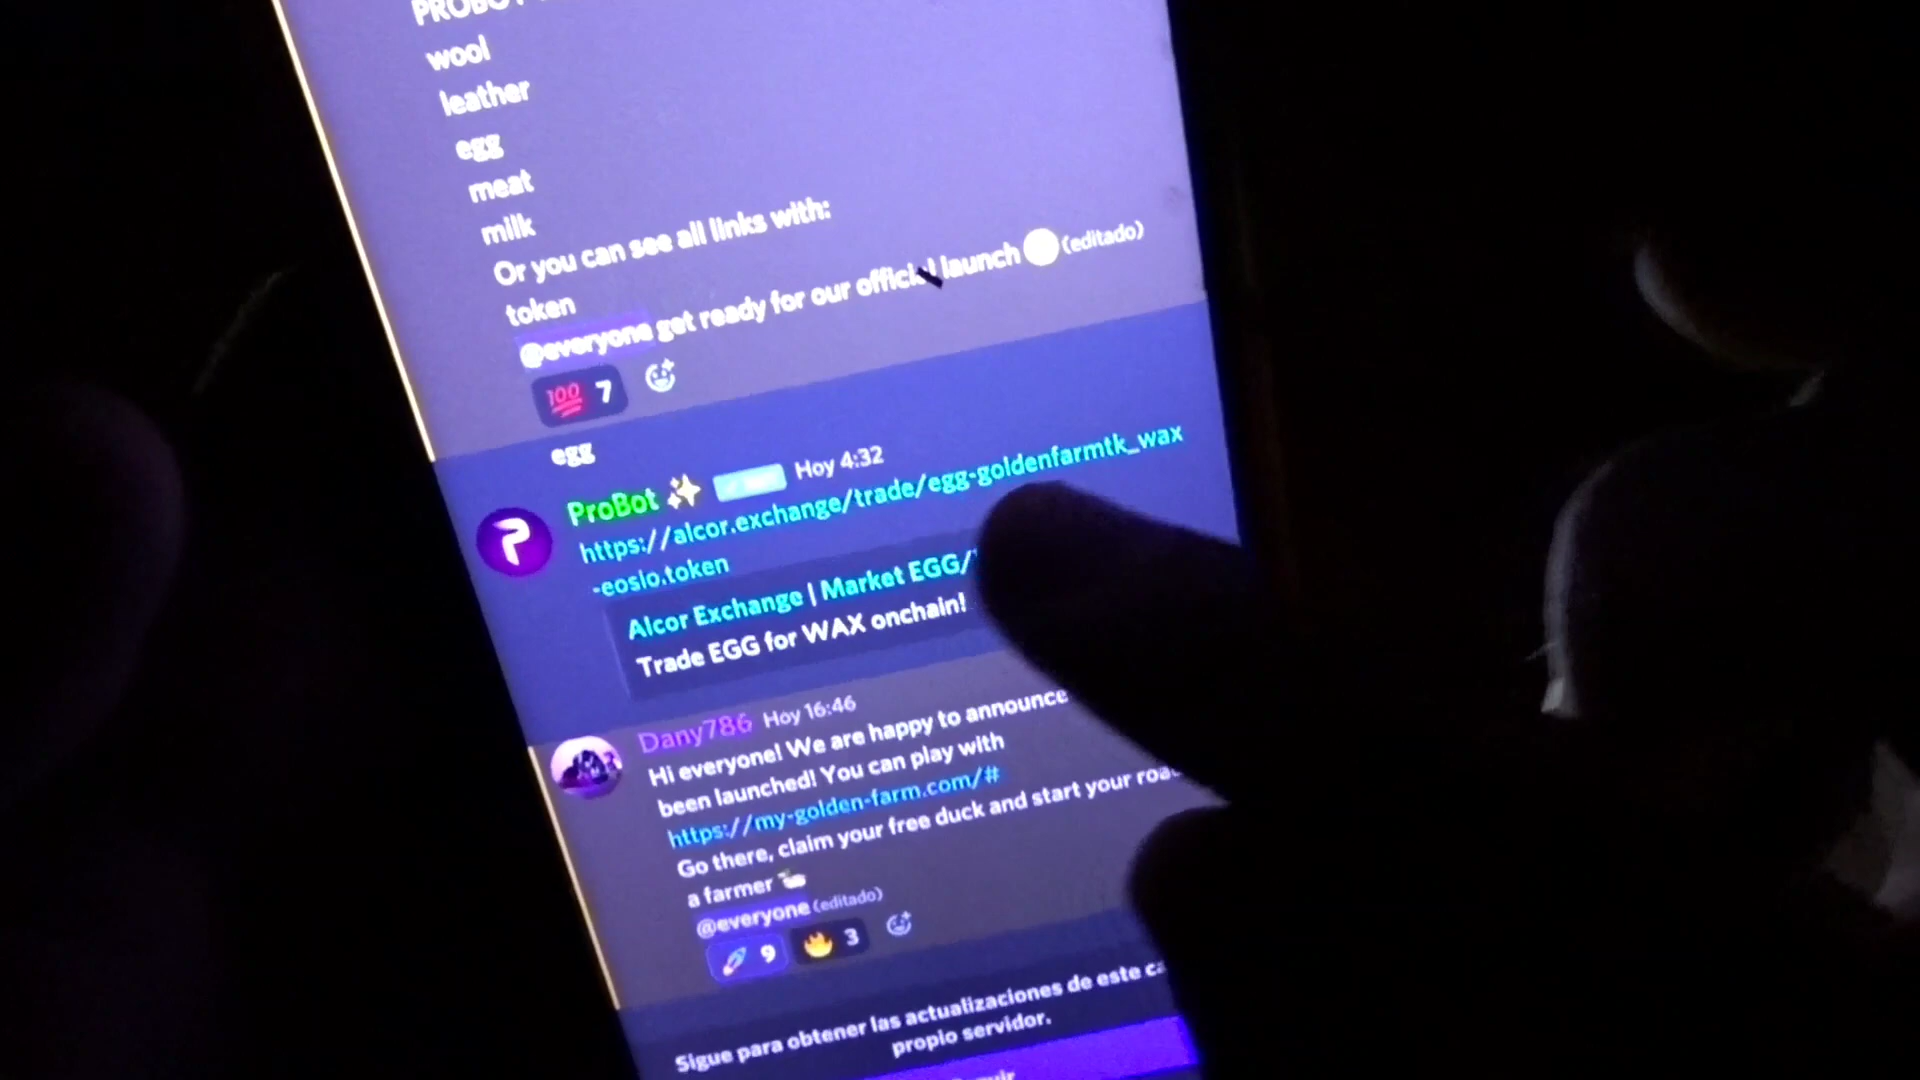 PROBOT
wool
leather
egg
meat
milk
Or you can see all links with:
token
@everyone get ready for our official launch (editado)
100 7
egg
ProBot Hoy 4:32
https://alcor.exchange/trade/egg-goldenfarmtk_wax
-eosio.token
Alcor Exchange | Market EGG/
Trade EGG for WAX onchain!
Dany786 Hoy 16:46
Hi everyone! We are happy to announce
been launched! You can play with
https://my-golden-farm.com/#
Go there, claim your free duck and start your
a farmer
@everyone (editado)
9 3
Sigue para obtener las actualizaciones de este
propio servidor.